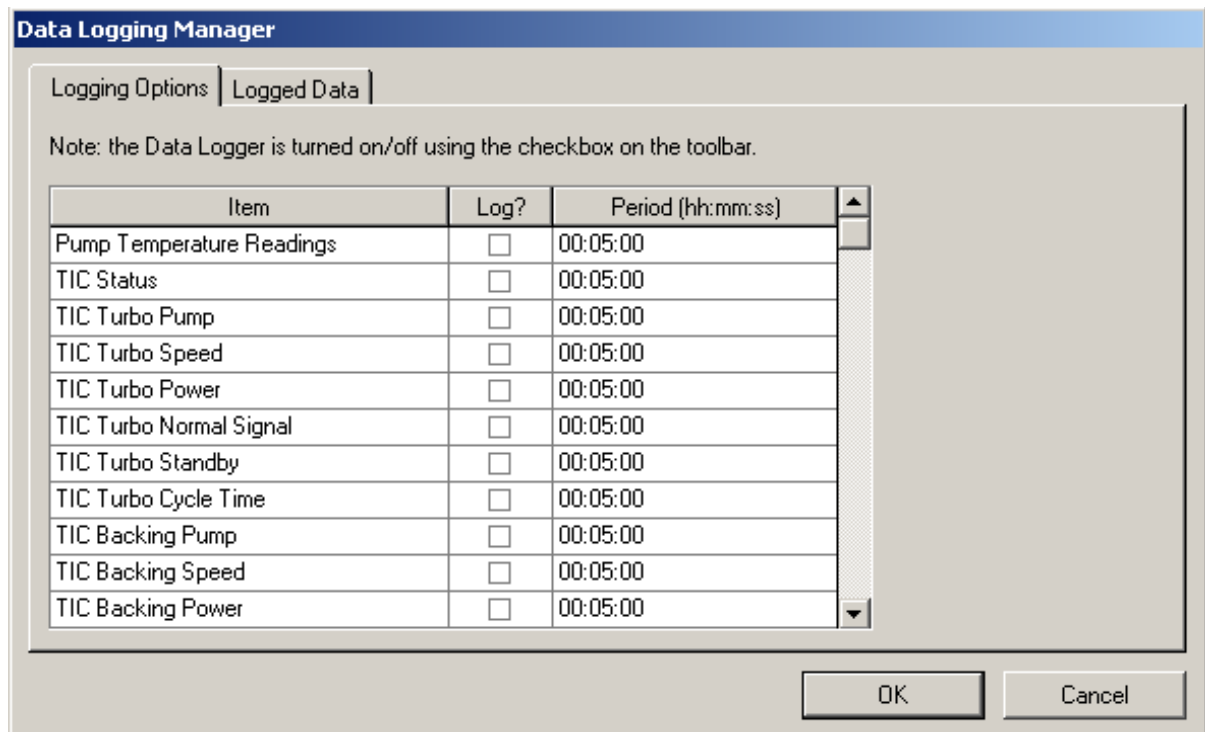 Data Logging Manager
Logging Options Logged Data
Note: the Data Logger is turned on/off using the checkbox on the toolbar.
Item Log? Period (hh:mm:ss)
Pump Temperature Readings 00:05:00
TIC Status 00:05:00
TIC Turbo Pump 00:05:00
TIC Turbo Speed 00:05:00
TIC Turbo Power 00:05:00
TIC Turbo Normal Signal 00:05:00
TIC Turbo Standby 00:05:00
TIC Turbo Cycle Time 00:05:00
TIC Backing Pump 00:05:00
TIC Backing Speed 00:05:00
TIC Backing Power 00:05:00
OK Cancel